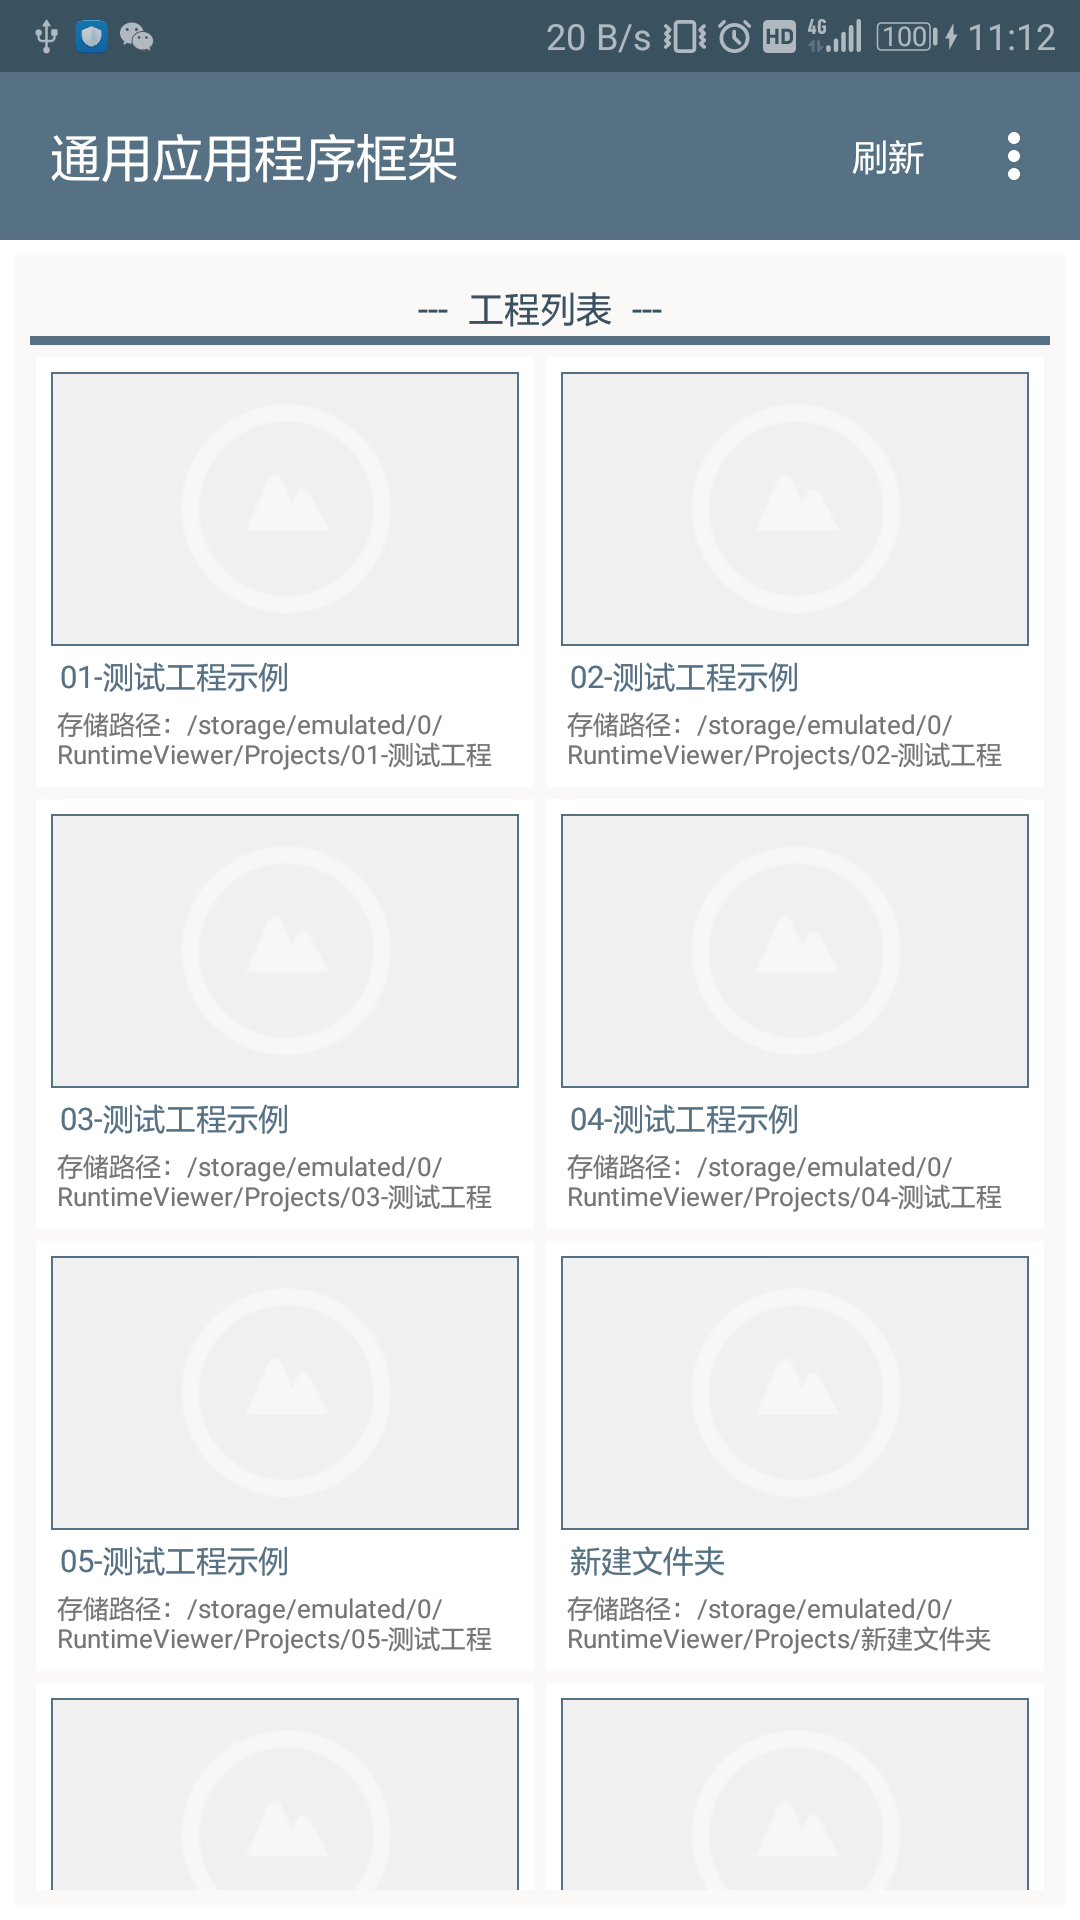 20 B/s HD 4G 100 11:12
通用应用程序框架 刷新
--- 工程列表 ---
01-测试工程示例 02-测试工程示例
存储路径：/storage/emulated/0/ 存储路径：/storage/emulated/0/
RuntimeViewer/Projects/01-测试工程 RuntimeViewer/Projects/02-测试工程
03-测试工程示例 04-测试工程示例
存储路径：/storage/emulated/0/ 存储路径：/storage/emulated/0/
RuntimeViewer/Projects/03-测试工程 RuntimeViewer/Projects/04-测试工程
05-测试工程示例 新建文件夹
存储路径：/storage/emulated/0/ 存储路径：/storage/emulated/0/
RuntimeViewer/Projects/05-测试工程 RuntimeViewer/Projects/新建文件夹